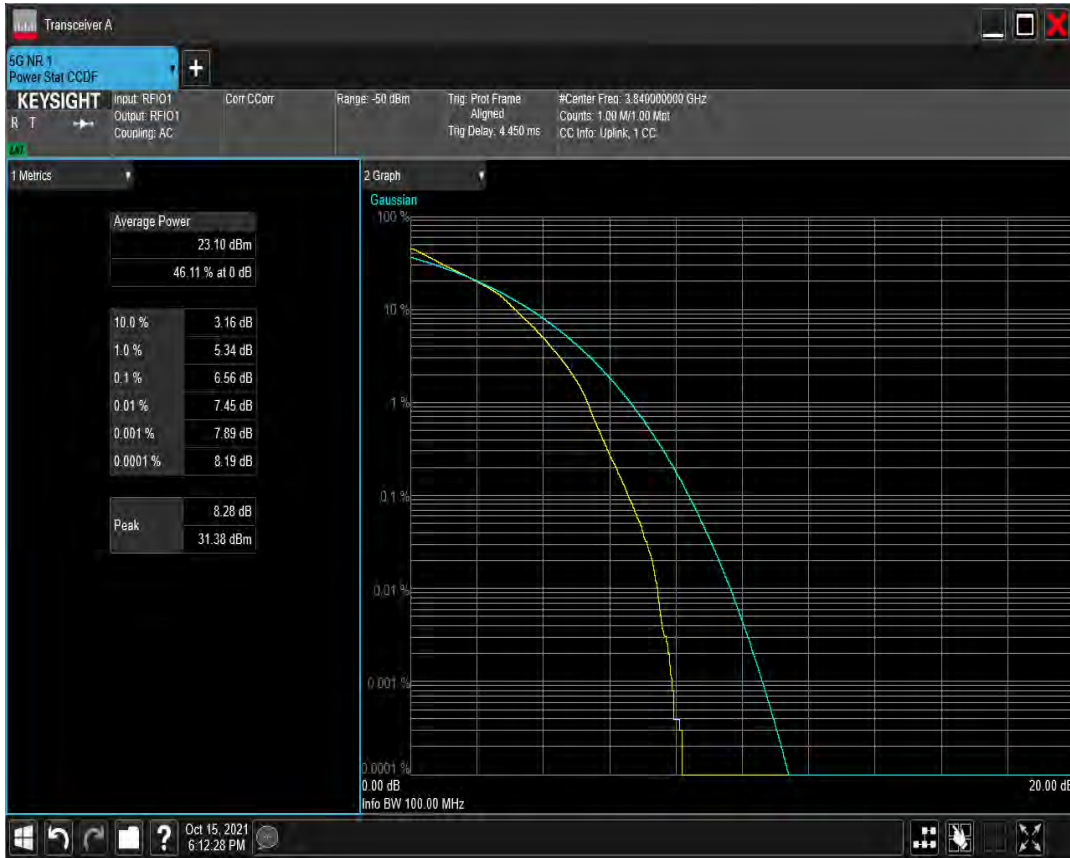 Transceiver A
5G NR 1
Power Stat CCDF
+
KEYSIGHT
R T
LXI
Input: RFIO1
Output: RFIO1
Coupling: AC
Corr CCorr
Range: -50 dBm
Trig: Prot Frame
Aligned
Trig Delay: 4.450 ms
#Center Freq: 3.840000000 GHz
Counts: 1.00 M/1.00 Mpt
CC Info: Uplink, 1 CC
1 Metrics
Average Power
23.10 dBm
46.11 % at 0 dB
10.0 % 3.16 dB
1.0 % 5.34 dB
0.1 % 6.56 dB
0.01 % 7.45 dB
0.001 % 7.89 dB
0.0001 % 8.19 dB
Peak 8.28 dB
31.38 dBm
2 Graph
Gaussian
100 %
10 %
1 %
0.1 %
0.01 %
0.001 %
0.0001 %
0.00 dB
20.00 dB
Info BW 100.00 MHz
?
Oct 15, 2021
6:12:28 PM